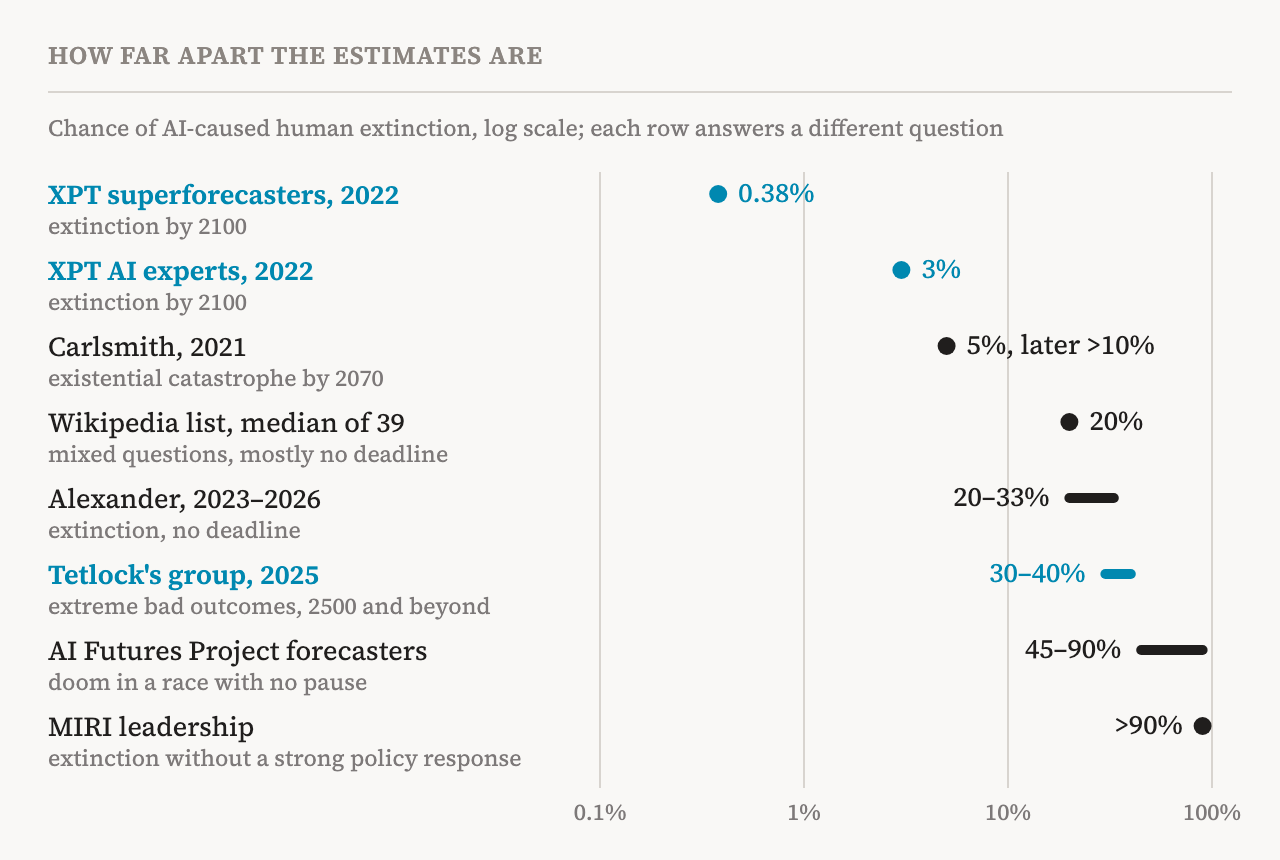 HOW FAR APART THE ESTIMATES ARE
Chance of AI-caused human extinction, log scale; each row answers a different question
XPT superforecasters, 2022
0.38%
extinction by 2100
XPT AI experts, 2022
3%
extinction by 2100
Carlsmith, 2021
5%, later >10%
existential catastrophe by 2070
Wikipedia list, median of 39
20%
mixed questions, mostly no deadline
Alexander, 2023–2026
20–33%
extinction, no deadline
Tetlock's group, 2025
30–40%
extreme bad outcomes, 2500 and beyond
AI Futures Project forecasters
45–90%
doom in a race with no pause
MIRI leadership
>90%
extinction without a strong policy response
0.1%
1%
10%
100%